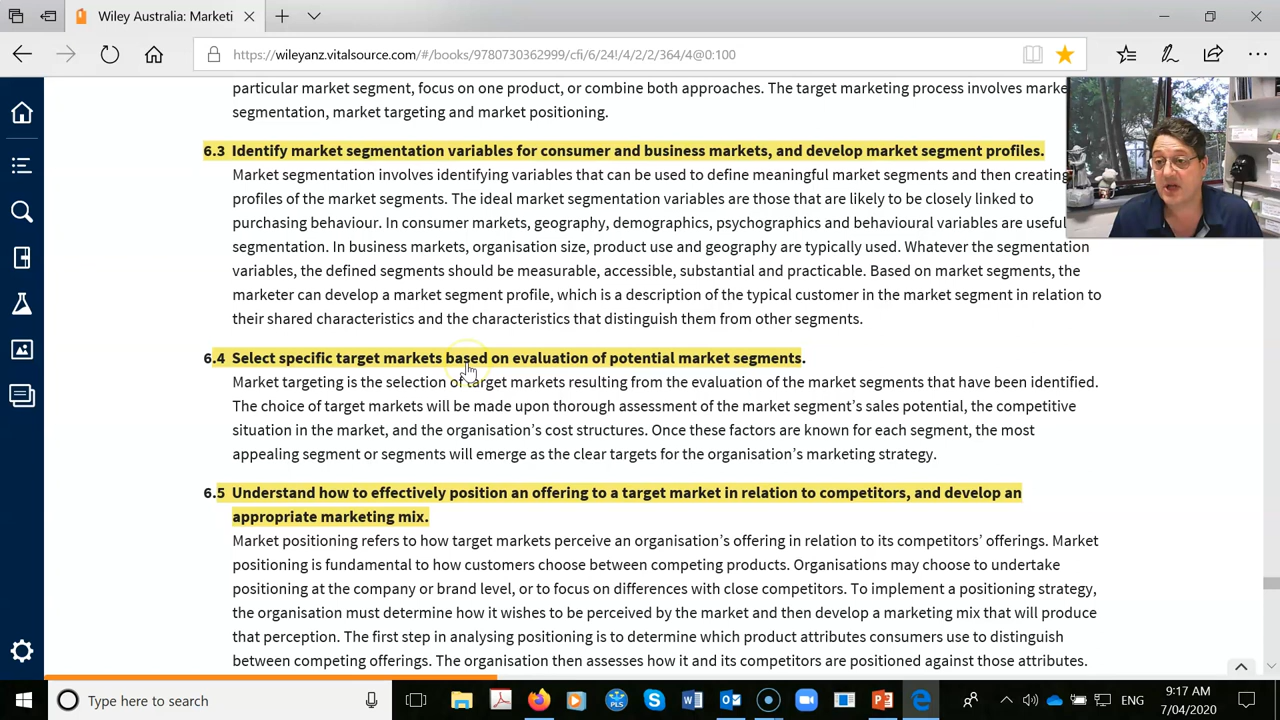 Wiley Australia: Marketi
https://wileyanz.vitalsource.com/#/books/9780730362999/cfi/6/24!/4/2/2/364/4@0:100
particular market segment, focus on one product, or combine both approaches. The target marketing process involves marke
segmentation, market targeting and market positioning.
6.3 Identify market segmentation variables for consumer and business markets, and develop market segment profiles.
Market segmentation involves identifying variables that can be used to define meaningful market segments and then creating
profiles of the market segments. The ideal market segmentation variables are those that are likely to be closely linked to
purchasing behaviour. In consumer markets, geography, demographics, psychographics and behavioural variables are useful
segmentation. In business markets, organisation size, product use and geography are typically used. Whatever the segmentation
variables, the defined segments should be measurable, accessible, substantial and practicable. Based on market segments, the
marketer can develop a market segment profile, which is a description of the typical customer in the market segment in relation to
their shared characteristics and the characteristics that distinguish them from other segments.
6.4 Select specific target markets based on evaluation of potential market segments.
Market targeting is the selection of target markets resulting from the evaluation of the market segments that have been identified.
The choice of target markets will be made upon thorough assessment of the market segment’s sales potential, the competitive
situation in the market, and the organisation’s cost structures. Once these factors are known for each segment, the most
appealing segment or segments will emerge as the clear targets for the organisation’s marketing strategy.
6.5 Understand how to effectively position an offering to a target market in relation to competitors, and develop an
appropriate marketing mix.
Market positioning refers to how target markets perceive an organisation’s offering in relation to its competitors’ offerings. Market
positioning is fundamental to how customers choose between competing products. Organisations may choose to undertake
positioning at the company or brand level, or to focus on differences with close competitors. To implement a positioning strategy,
the organisation must determine how it wishes to be perceived by the market and then develop a marketing mix that will produce
that perception. The first step in analysing positioning is to determine which product attributes consumers use to distinguish
between competing offerings. The organisation then assesses how it and its competitors are positioned against those attributes.
Type here to search
PLS
ENG
9:17 AM
7/04/2020